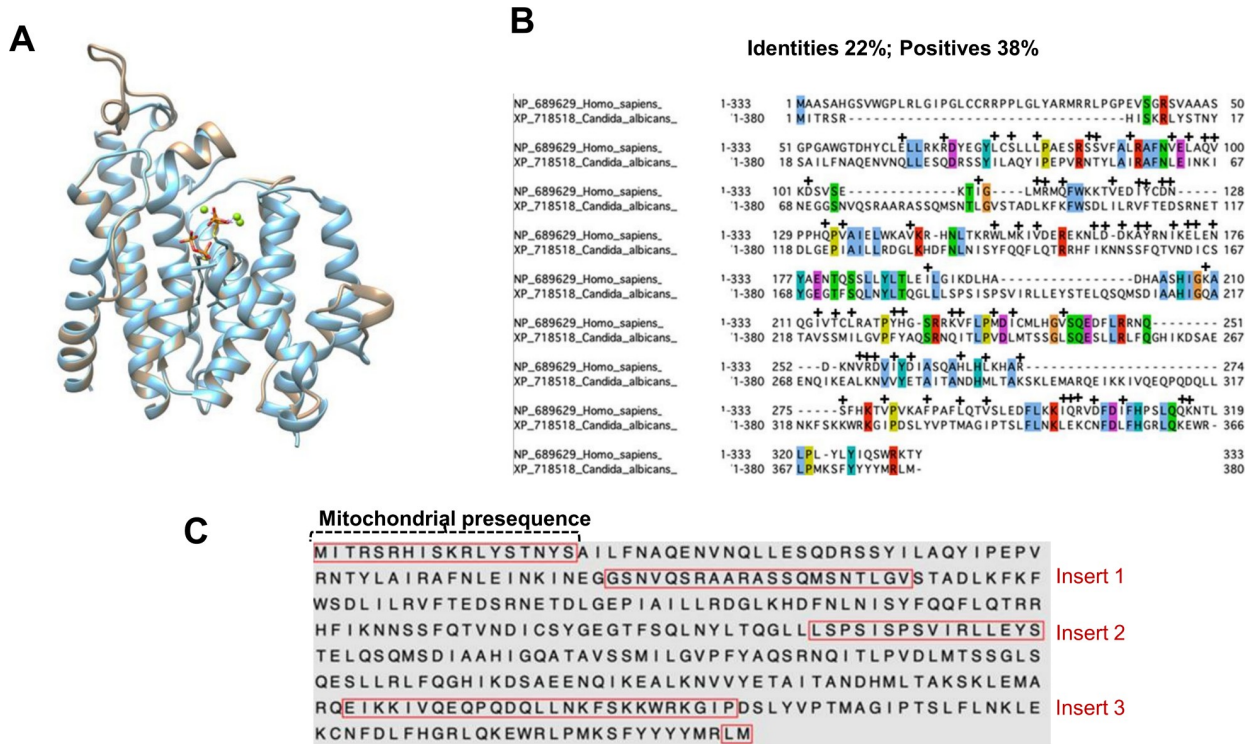 A
B
Identities 22%; Positives 38%
NP_689629_Homo_sapiens_ 1-333 1 MAASAHGSVWGPLRLGIPGLCCRRPPLGLYARMRRLPGPEVSGRSVAAAS 50
XP_718518_Candida_albicans_ '1-380 1 MITRSR---------------------------------HISKRLYSTNY 17
NP_689629_Homo_sapiens_ 1-333 51 GPGAWGTDHYCLELLRKRDYEGYLCSLLLPAESRSSVFALRAFNVELAQV 100
XP_718518_Candida_albicans_ '1-380 18 SAILFNAQENVNQLLESQDRSSYILAQYIPEPVRNTYLAIRAFNLEINKI 67
NP_689629_Homo_sapiens_ 1-333 101 KDSVSE-------------KTIG----LMRMQFWKKTVEDIYCDN----- 128
XP_718518_Candida_albicans_ '1-380 68 NEGGSNVQSRAARASSQMSNTLGVSTADLKFKFWSDLILRVFTEDSRNET 117
NP_689629_Homo_sapiens_ 1-333 129 PPHQPVAIELWKAVKR-HNLTKRWLMKIVDEREKNLD-DKAYRNIKELEN 176
XP_718518_Candida_albicans_ '1-380 118 DLGEPIAILLRDGLKHDFNLNISYFQQFLQTRRHFIKNNSSFQTVNDICS 167
NP_689629_Homo_sapiens_ 1-333 177 YAENTQSSLLYLTLEILGIKDLHA----------------DHAASHIGKA 210
XP_718518_Candida_albicans_ '1-380 168 YGEGTFSQLNYLTQGLLLSPSISPSVIRLLEYSTELQSQMSDIAAHIGQA 217
NP_689629_Homo_sapiens_ 1-333 211 QGIVTCLRATPYHGSRRKVFLPMDICMLHGVSQEDFLRRNQ--------- 251
XP_718518_Candida_albicans_ '1-380 218 TAVSSMILGVPFYAQSRNQITLPVDLMTSSGLSQESLLRLFQGHIKDSAE 267
NP_689629_Homo_sapiens_ 1-333 252 ---D-KNVRDVIYDIASQAHLHLKHAR----------------------- 274
XP_718518_Candida_albicans_ '1-380 268 ENQIKEALKNVVYETAITANDHMLTAKSKLEMARQEIKKIVQEQPQDQLL 317
NP_689629_Homo_sapiens_ 1-333 275 -----SFHKTVPVKAFPAFLQTVSLEDFLKKIQRVDFDIFHPSLQQKNTL 319
XP_718518_Candida_albicans_ '1-380 318 NKFSKKWRKGIPDSLYVPTMAGIPTSLFLNKLEKCNFDLFHGRLQKEWR- 366
NP_689629_Homo_sapiens_ 1-333 320 LPL-YLYIQSWRKTY 333
XP_718518_Candida_albicans_ '1-380 367 LPMKSFYYYYMRLM- 380
C
Mitochondrial presequence
MITRSRHISKRLYSTNYSAILFNAQENVNQLLESQDRSSYILAQYIPEPV
RNTYLAIRAFNLEINKINEGGSNVQSRAARASSQMSNTLGVSTADLKFKF Insert 1
WSDLILRVFTEDSRNETDLGEPIAILLRDGLKHDFNLNISYFQQFLQTRR
HFIKNNSSFQTVNDICSYGEGTFSQLNYLTQGLLLSPSISPSVIRLLEYS Insert 2
TELQSQMSDIAAHIGQATAVSSMILGVPFYAQSRNQITLPVDLMTSSGLS
QESLLRLFQGHIKDSAEENQIKEALKNVVYETAITANDHMLTAKSKLEMA
RQEIKKIVQEQPQDQLLNKFSKKWRKGIPDSLYVPTMAGIPTSLFLNKLE Insert 3
KCNFDLFHGRLQKEWRLPMKSFYYYYMRLM